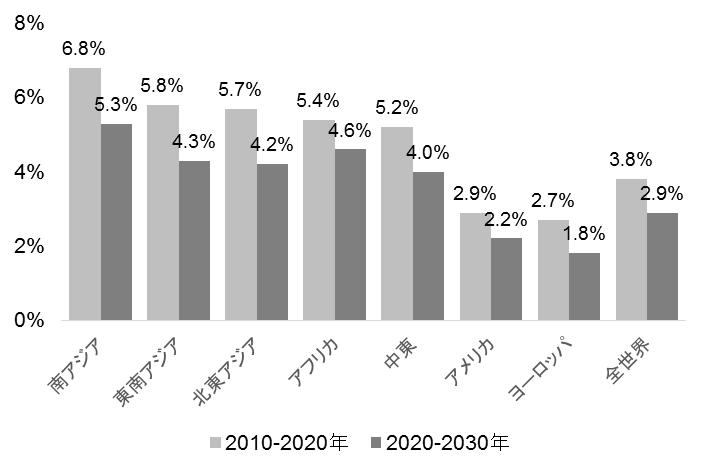 8%
6%
4%
2%
0%
6.8%
5.3%
5.8%
4.3%
5.7%
4.2%
5.4%
4.6%
5.2%
4.0%
2.9%
2.2%
2.7%
1.8%
3.8%
2.9%
南アジア
東南アジア
北東アジア
アフリカ
中東
アメリカ
ヨーロッパ
全世界
2010-2020年 2020-2030年